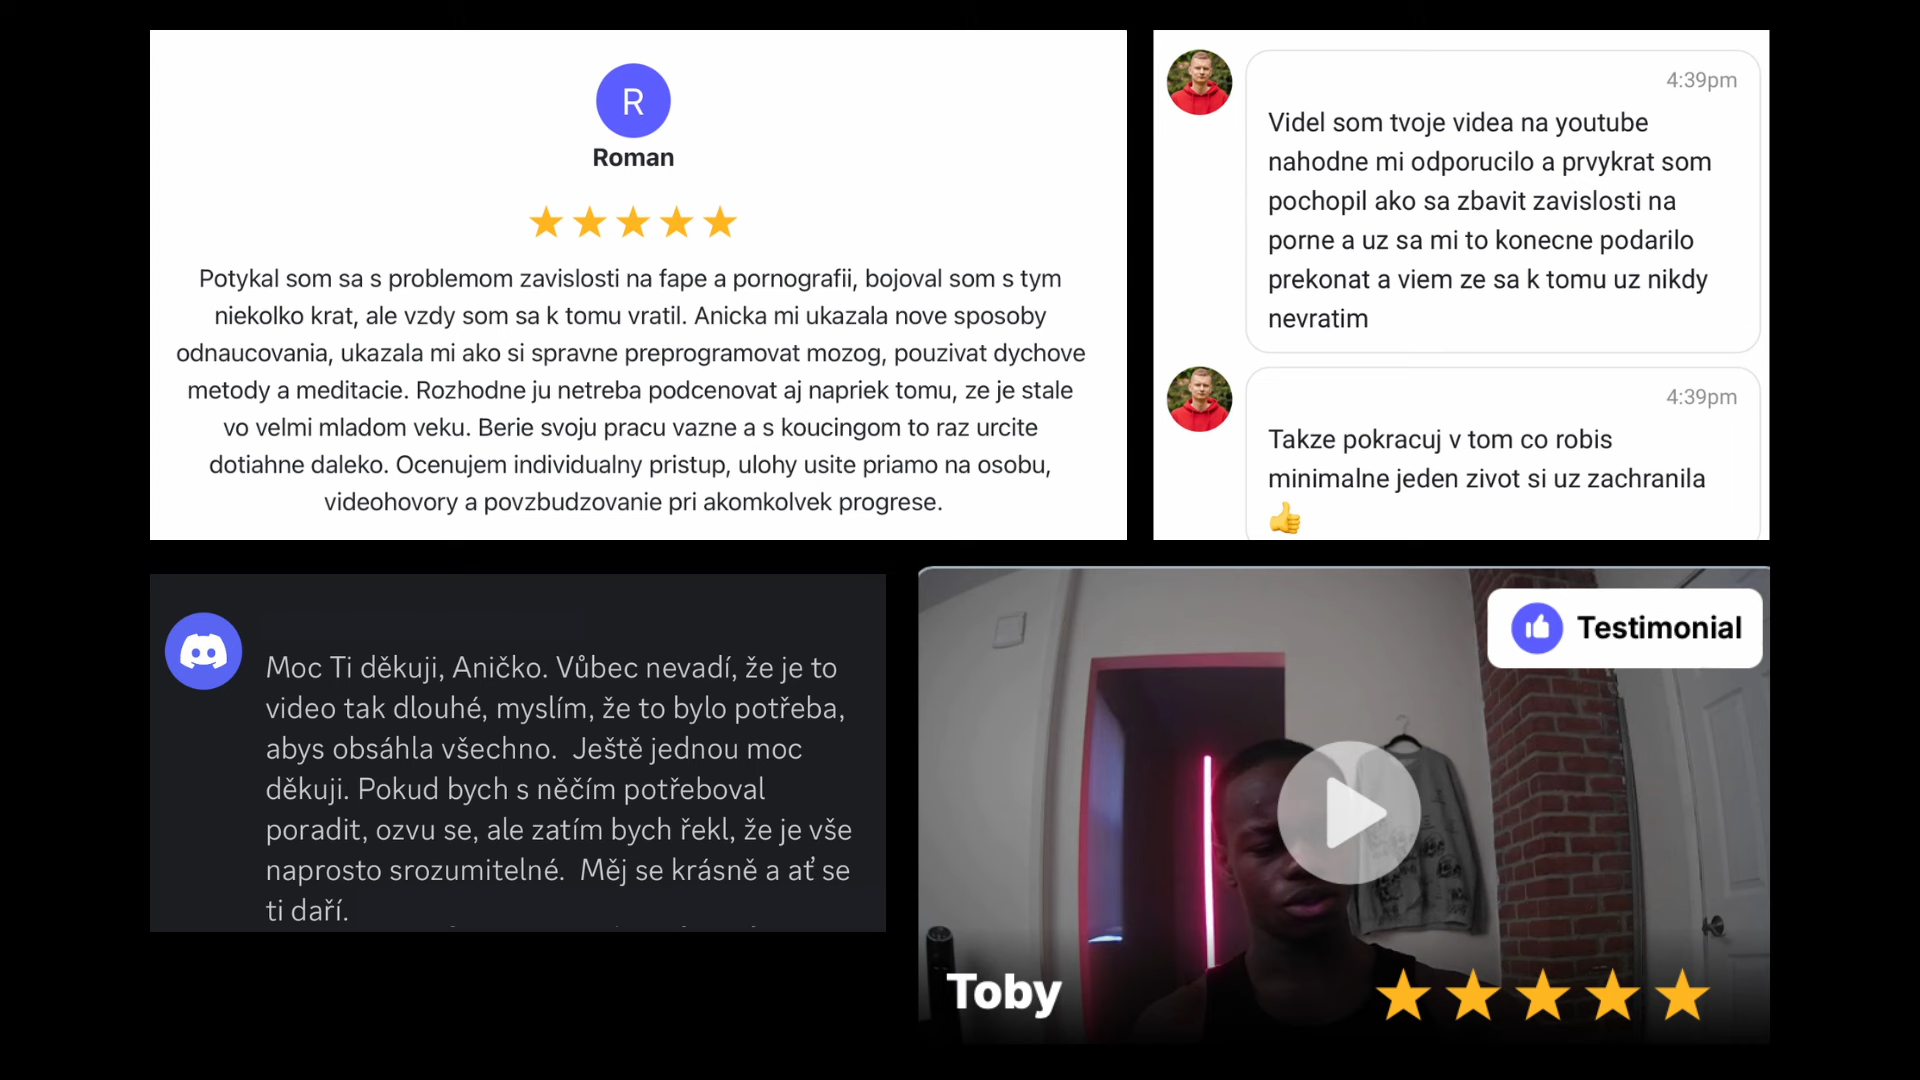 R
Roman
Potykal som sa s problemom zavislosti na fape a pornografii, bojoval som s tym
niekolko krat, ale vzdy som sa k tomu vratil. Anicka mi ukazala nove sposoby
odnaucovania, ukazala mi ako si spravne preprogramovat mozog, pouzivat dychove
metody a meditacie. Rozhodne ju netreba podcenovat aj napriek tomu, ze je stale
vo velmi mladom veku. Berie svoju pracu vazne a s koucingom to raz urcite
dotiahne daleko. Ocenujem individualny pristup, ulohy usite priamo na osobu,
videohovory a povzbudzovanie pri akomkolvek progrese.
4:39pm
Videl som tvoje videa na youtube
nahodne mi odporucilo a prvykrat som
pochopil ako sa zbavit zavislosti na
porne a uz sa mi to konecne podarilo
prekonat a viem ze sa k tomu uz nikdy
nevratim
4:39pm
Takze pokracuj v tom co robis
minimalne jeden zivot si uz zachranila
👍
Moc Ti děkuji, Aničko. Vůbec nevadí, že je to
video tak dlouhé, myslím, že to bylo potřeba,
abys obsáhla všechno.  Ještě jednou moc
děkuji. Pokud bych s něčím potřeboval
poradit, ozvu se, ale zatím bych řekl, že je vše
naprosto srozumitelné.  Měj se krásně a ať se
ti daří.
Testimonial
Toby